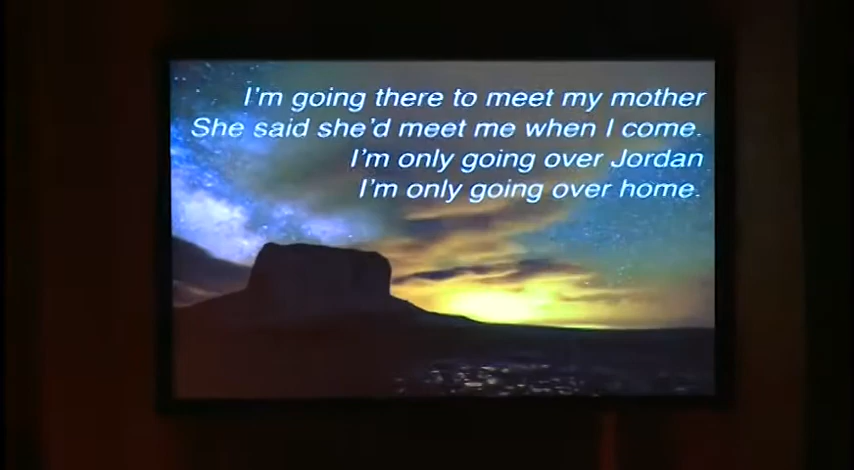 I'm going there to meet my mother
She said she'd meet me when I come.
I'm only going over Jordan
I'm only going over home.